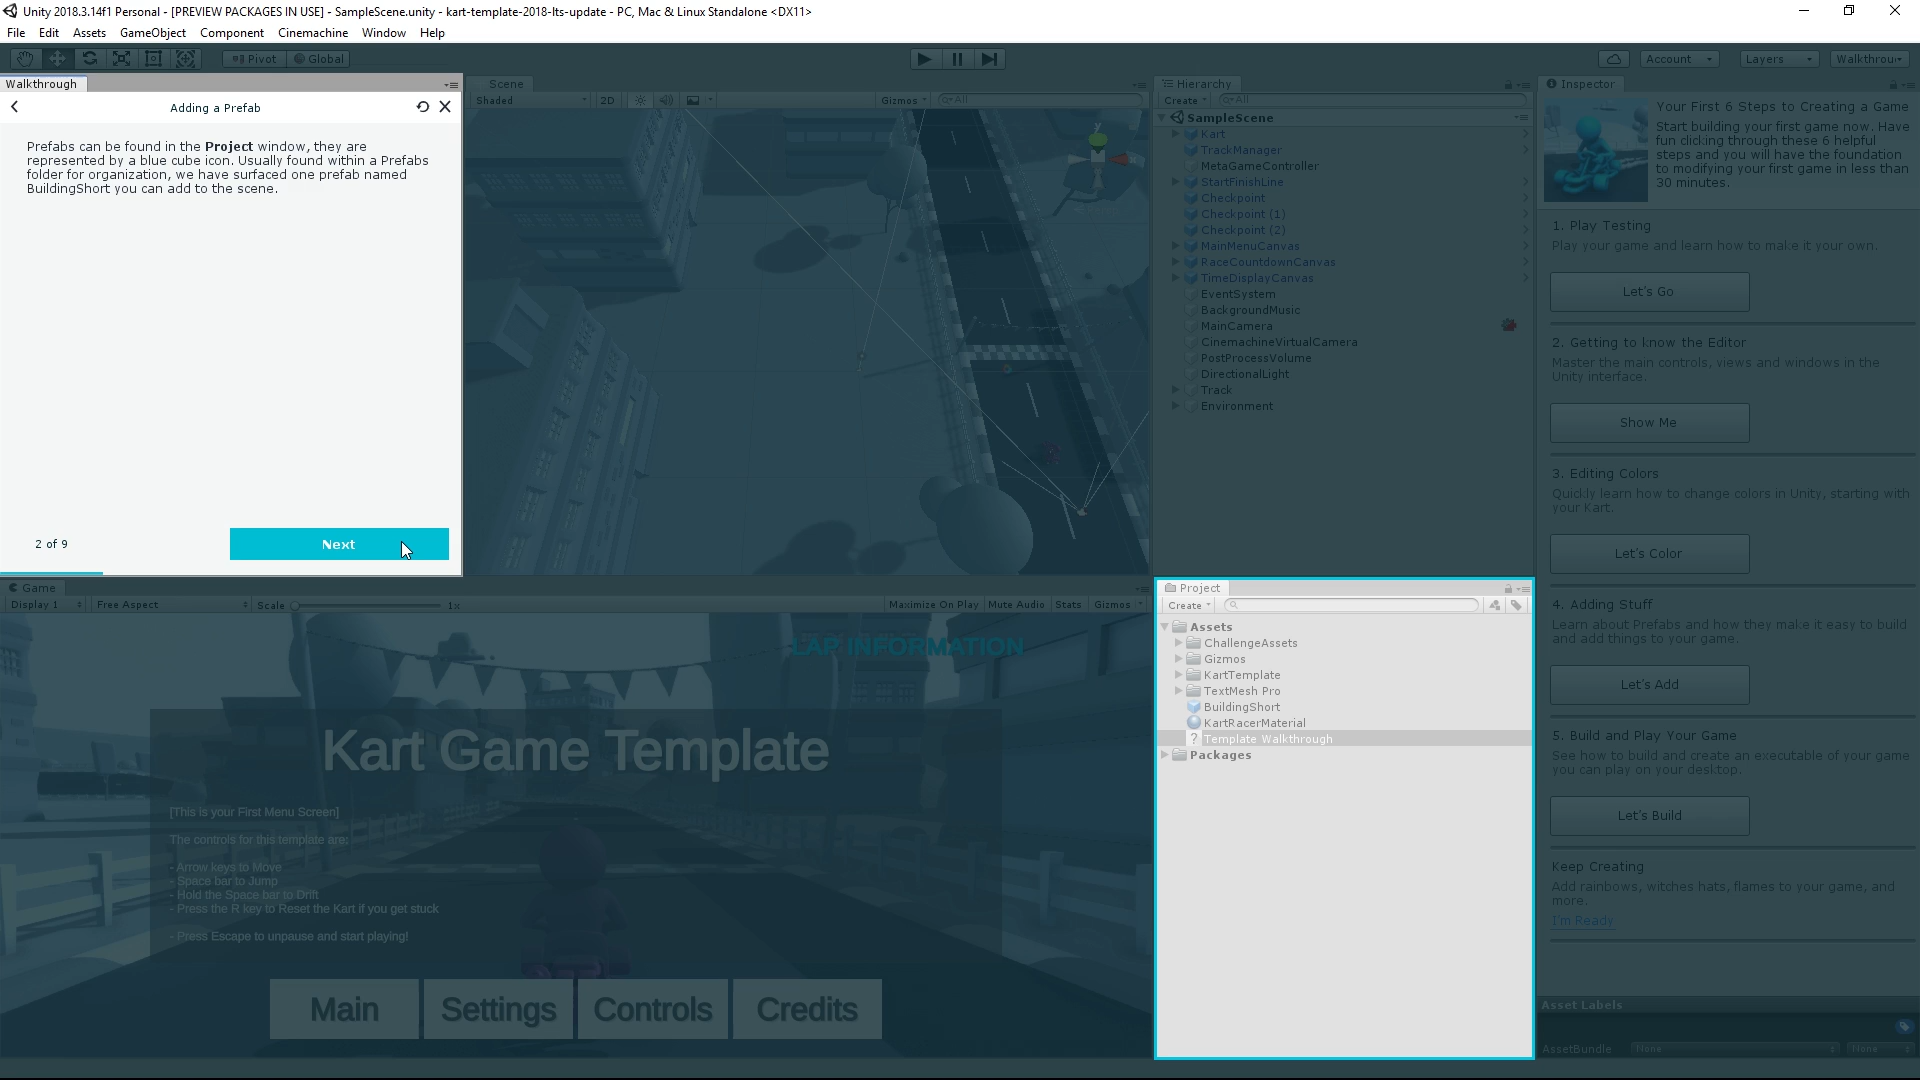 Unity 2018.3.14f1 Personal - [PREVIEW PACKAGES IN USE] - SampleScene.unity - kart-template-2018-lts-update - PC, Mac & Linux Standalone <DX11>
File Edit Assets GameObject Component Cinemachine Window Help
Pivot Global Account Layers Walkthrou
Walkthrough
Adding a Prefab
Prefabs can be found in the Project window, they are
represented by a blue cube icon. Usually found within a Prefabs
folder for organization, we have surfaced one prefab named
BuildingShort you can add to the scene.
2 of 9
Next
Scene
Shaded 2D Gizmos All
Hierarchy
Create All
SampleScene
Kart
TrackManager
MetaGameController
StartFinishLine
Checkpoint
Checkpoint (1)
Checkpoint (2)
MainMenuCanvas
RaceCountdownCanvas
TimeDisplayCanvas
EventSystem
BackgroundMusic
MainCamera
CinemachineVirtualCamera
PostProcessVolume
DirectionalLight
Track
Environment
Inspector
Your First 6 Steps to Creating a Game
Start building your first game now. Have
fun clicking through these 6 helpful
steps and you will have the foundation
to modifying your first game in less than
30 minutes.
1. Play Testing
Play your game and learn how to make it your own.
Let's Go
2. Getting to know the Editor
Master the main controls, views and windows in the
Unity interface.
Show Me
3. Editing Colors
Quickly learn how to change colors in Unity, starting with
your Kart.
Let's Color
4. Adding Stuff
Learn about Prefabs and how they make it easy to build
and add things to your game.
Let's Add
5. Build and Play Your Game
See how to build and create an executable of your game
you can play on your desktop.
Let's Build
Keep Creating
Add rainbows, witches hats, flames to your game, and
more.
I'm Ready
Asset Labels
AssetBundle None None
Game
Display 1 Free Aspect Scale 1x Maximize On Play Mute Audio Stats Gizmos
LAP INFORMATION
Kart Game Template
[This is your First Menu Screen]
The controls for this template are:
- Arrow keys to Move
- Space bar to Jump
- Hold the Space bar to Drift
- Press the R key to Reset the Kart if you get stuck
- Press Escape to unpause and start playing!
Main Settings Controls Credits
Project
Create
Assets
ChallengeAssets
Gizmos
KartTemplate
TextMesh Pro
BuildingShort
KartRacerMaterial
Template Walkthrough
Packages